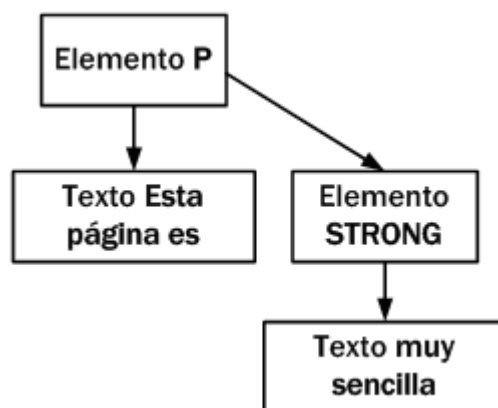 Elemento P
Texto Esta
página es
Elemento
STRONG
Texto muy
sencilla